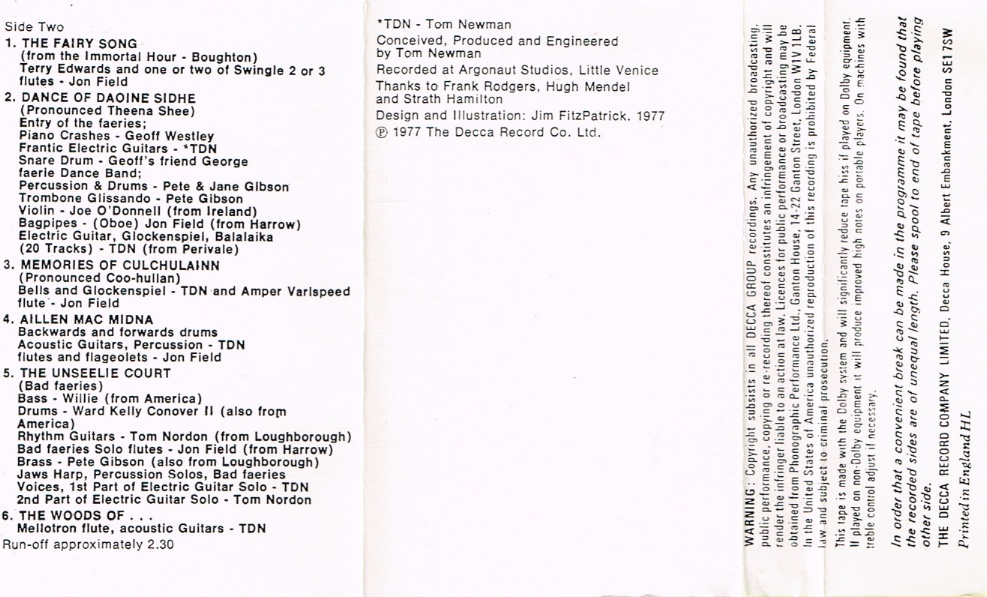 Side Two
1. THE FAIRY SONG
(from the Immortal Hour - Boughton)
Terry Edwards and one or two of Swingle 2 or 3
flutes - Jon Field
2. DANCE OF DAOINE SIDHE
(Pronounced Theena Shee)
Entry of the faeries;
Piano Crashes - Geoff Westley
Frantic Electric Guitars - *TDN
Snare Drum - Geoff's friend George
faerie Dance Band;
Percussion & Drums - Pete & Jane Gibson
Trombone Glissando - Pete Gibson
Violin - Joe O'Donnell (from Ireland)
Bagpipes - (Oboe) Jon Field (from Harrow)
Electric Guitar, Glockenspiel, Balalaika
(20 Tracks) - TDN (from Perivale)
3. MEMORIES OF CULCHULAINN
(Pronounced Coo-hullan)
Bells and Glockenspiel - TDN and Amper Varispeed
flute - Jon Field
4. AILLEN MAC MIDNA
Backwards and forwards drums
Acoustic Guitars, Percussion - TDN
flutes and flageolets - Jon Field
5. THE UNSEELIE COURT
(Bad faeries)
Bass - Willie (from America)
Drums - Ward Kelly Conover II (also from
America)
Rhythm Guitars - Tom Nordon (from Loughborough)
Bad faeries Solo flutes - Jon Field (from Harrow)
Brass - Pete Gibson (also from Loughborough)
Jaws Harp, Percussion Solos, Bad faeries
Voices, 1st Part of Electric Guitar Solo - TDN
2nd Part of Electric Guitar Solo - Tom Nordon
6. THE WOODS OF . . .
Mellotron flute, acoustic Guitars - TDN
Run-off approximately 2.30
*TDN - Tom Newman
Conceived, Produced and Engineered
by Tom Newman
Recorded at Argonaut Studios, Little Venice
Thanks to Frank Rodgers, Hugh Mendel
and Strath Hamilton
Design and Illustration: Jim FitzPatrick. 1977
℗ 1977 The Decca Record Co. Ltd.
WARNING: Copyright subsists in all DECCA GROUP recordings. Any unauthorized broadcasting,
public performance, copying or re-recording thereof constitutes an infringement of copyright and will
render the infringer liable to an action at law. Licences for public performance or broadcasting may be
obtained from Phonographic Performance Ltd., Ganton House, 14-22 Ganton Street, London W1V 1LB.
In the United States of America unauthorized reproduction of this recording is prohibited by Federal
law and subject to criminal prosecution.
This tape is made with the Dolby system and will significantly reduce tape hiss if played on Dolby equipment.
If played on non-Dolby equipment it will produce improved high notes on portable players. On machines with
treble control adjust if necessary.
In order that a convenient break can be made in the programme it may be found that
the recorded sides are of unequal length. Please spool to end of tape before playing
other side.
THE DECCA RECORD COMPANY LIMITED, Decca House, 9 Albert Embankment, London SE1 7SW
Printed in England HL